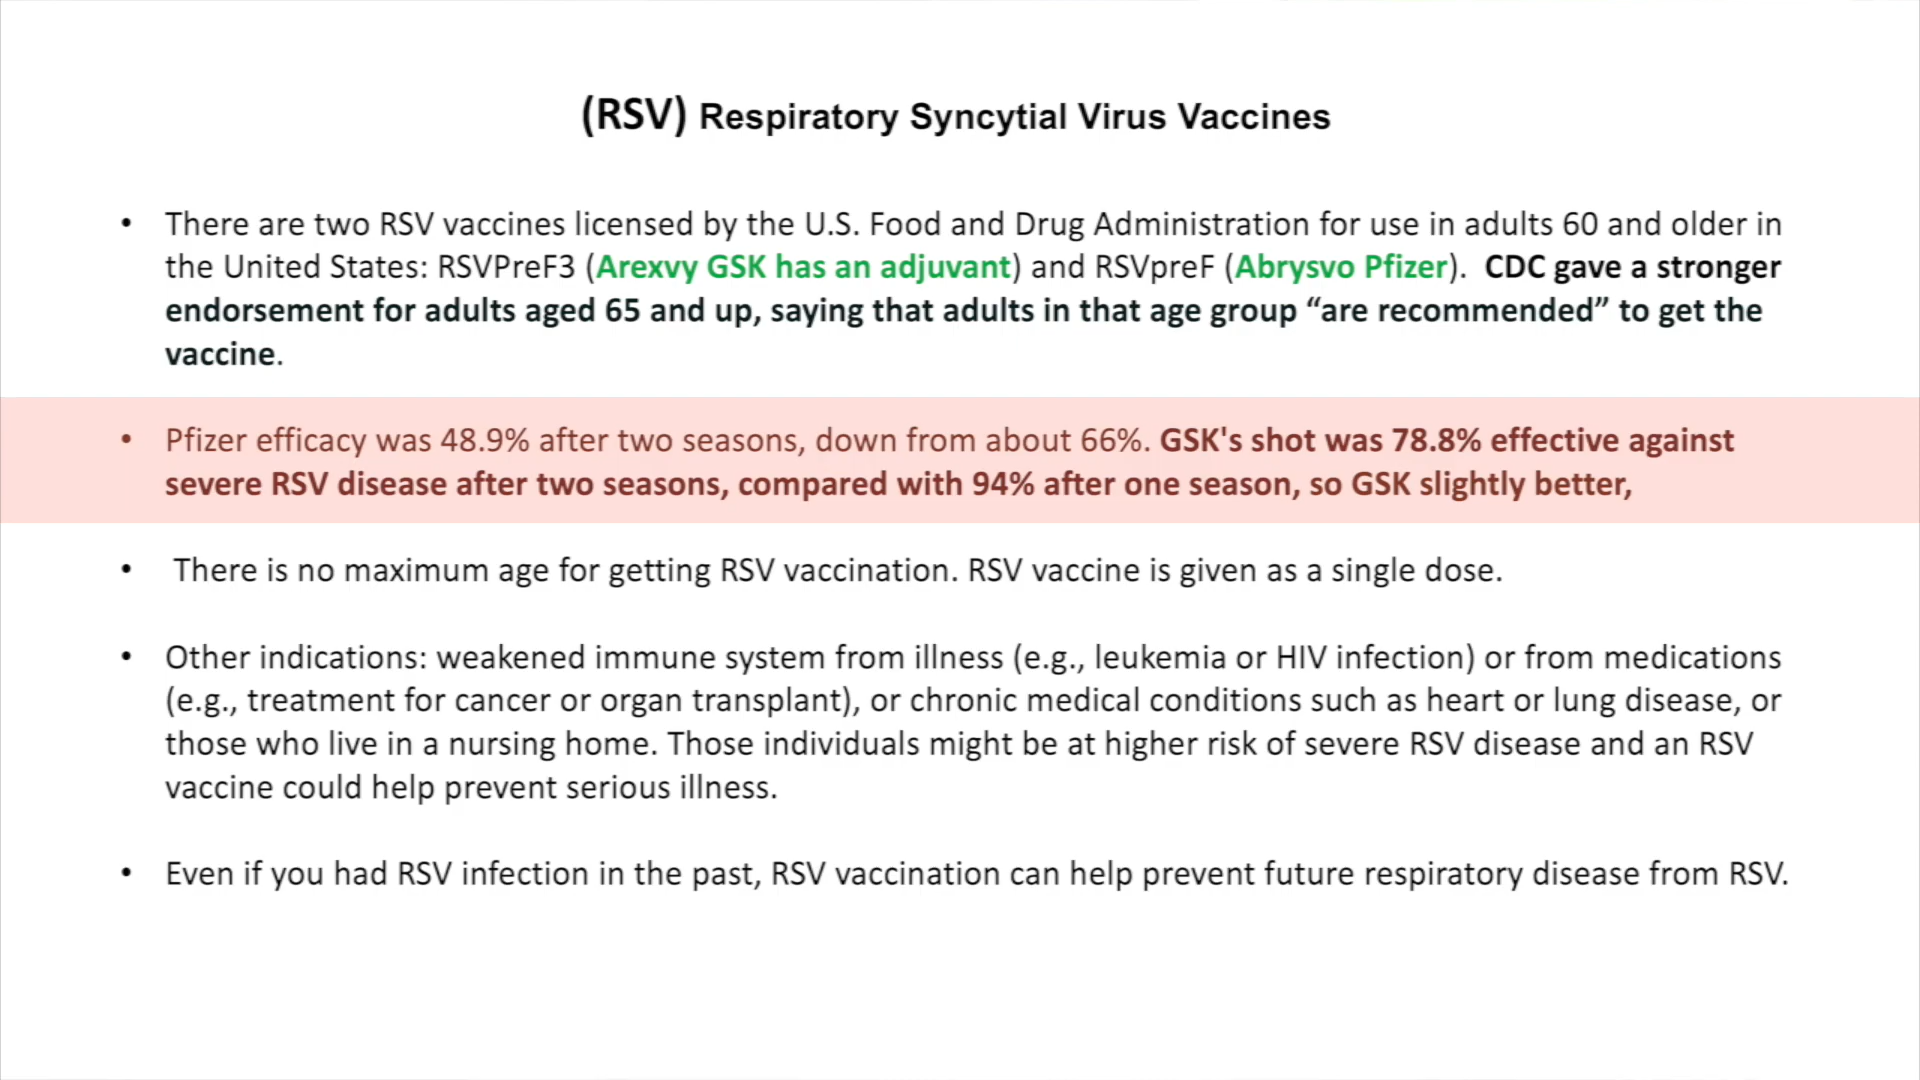 (RSV) Respiratory Syncytial Virus Vaccines
• There are two RSV vaccines licensed by the U.S. Food and Drug Administration for use in adults 60 and older in
the United States: RSVPreF3 (Arexvy GSK has an adjuvant) and RSVpreF (Abrysvo Pfizer). CDC gave a stronger
endorsement for adults aged 65 and up, saying that adults in that age group “are recommended” to get the
vaccine.
• Pfizer efficacy was 48.9% after two seasons, down from about 66%. GSK's shot was 78.8% effective against
severe RSV disease after two seasons, compared with 94% after one season, so GSK slightly better,
• There is no maximum age for getting RSV vaccination. RSV vaccine is given as a single dose.
• Other indications: weakened immune system from illness (e.g., leukemia or HIV infection) or from medications
(e.g., treatment for cancer or organ transplant), or chronic medical conditions such as heart or lung disease, or
those who live in a nursing home. Those individuals might be at higher risk of severe RSV disease and an RSV
vaccine could help prevent serious illness.
• Even if you had RSV infection in the past, RSV vaccination can help prevent future respiratory disease from RSV.